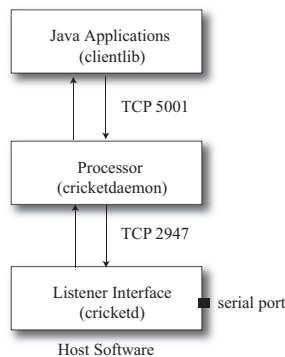 Java Applications
(clientlib)
TCP 5001
Processor
(cricketdaemon)
TCP 2947
Listener Interface
(cricketd)
serial port
Host Software